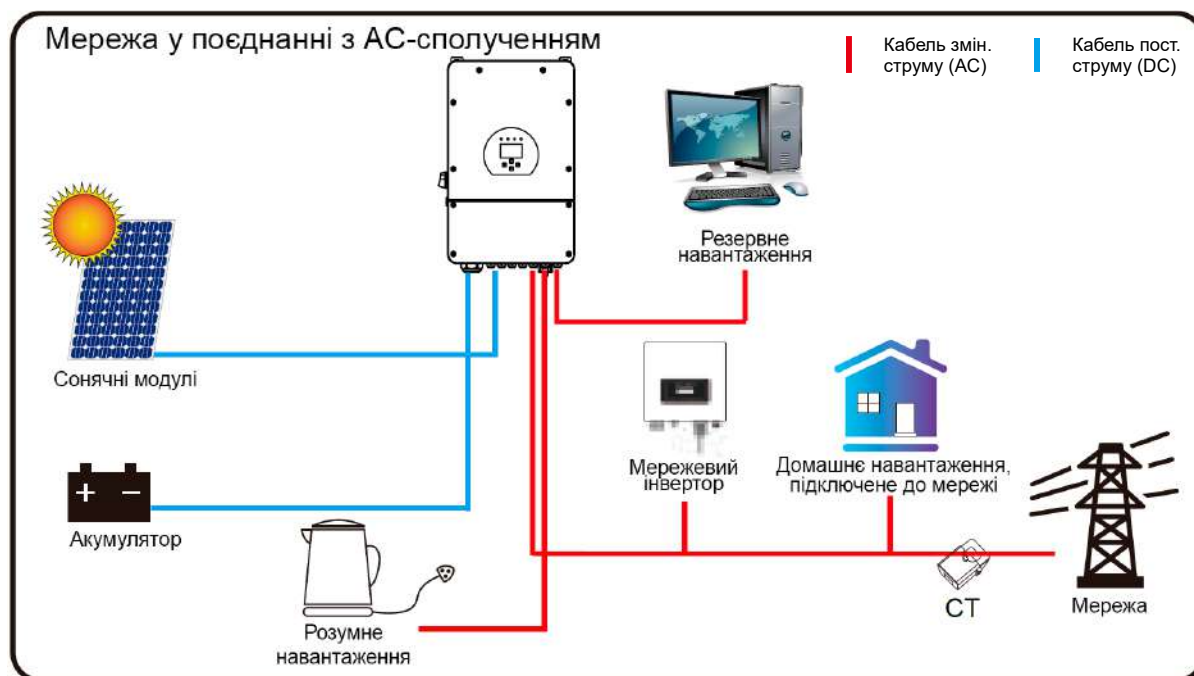 Мережа у поєднанні з АС-сполученням
Кабель змін.
струму (АС)
Кабель пост.
струму (DC)
Резервне
навантаження
Сонячні модулі
Мережевий
інвертор
Домашнє навантаження,
підключене до мережі
Акумулятор
Розумне
навантаження
CT
Мережа